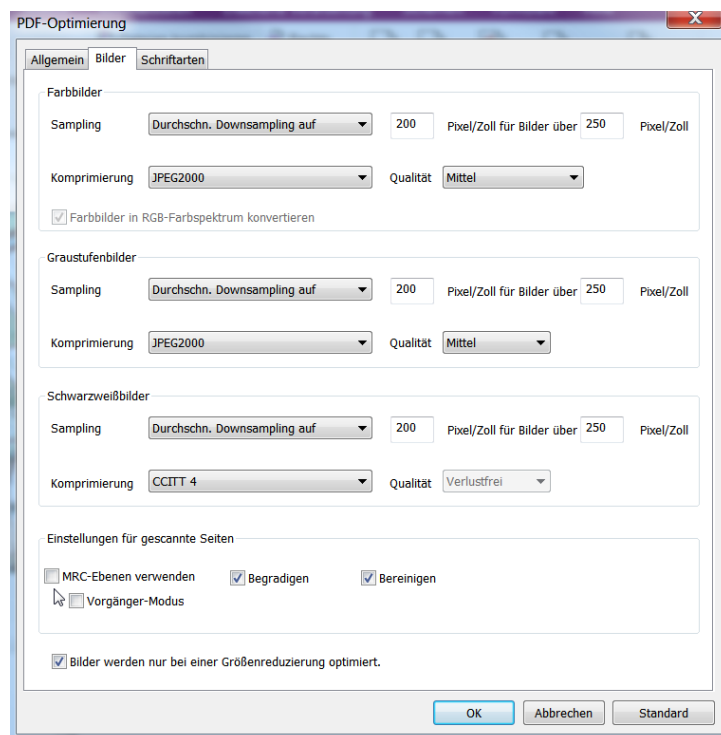 PDF-Optimierung
Allgemein Bilder Schriftarten
Farbbilder
Sampling Durchschn. Downsampling auf 200 Pixel/Zoll für Bilder über 250 Pixel/Zoll
Komprimierung JPEG2000 Qualität Mittel
Farbbilder in RGB-Farbspektrum konvertieren
Graustufenbilder
Sampling Durchschn. Downsampling auf 200 Pixel/Zoll für Bilder über 250 Pixel/Zoll
Komprimierung JPEG2000 Qualität Mittel
Schwarzweißbilder
Sampling Durchschn. Downsampling auf 200 Pixel/Zoll für Bilder über 250 Pixel/Zoll
Komprimierung CCITT 4 Qualität Verlustfrei
Einstellungen für gescannte Seiten
MRC-Ebenen verwenden Begradigen Bereinigen
Vorgänger-Modus
Bilder werden nur bei einer Größenreduzierung optimiert.
OK Abbrechen Standard